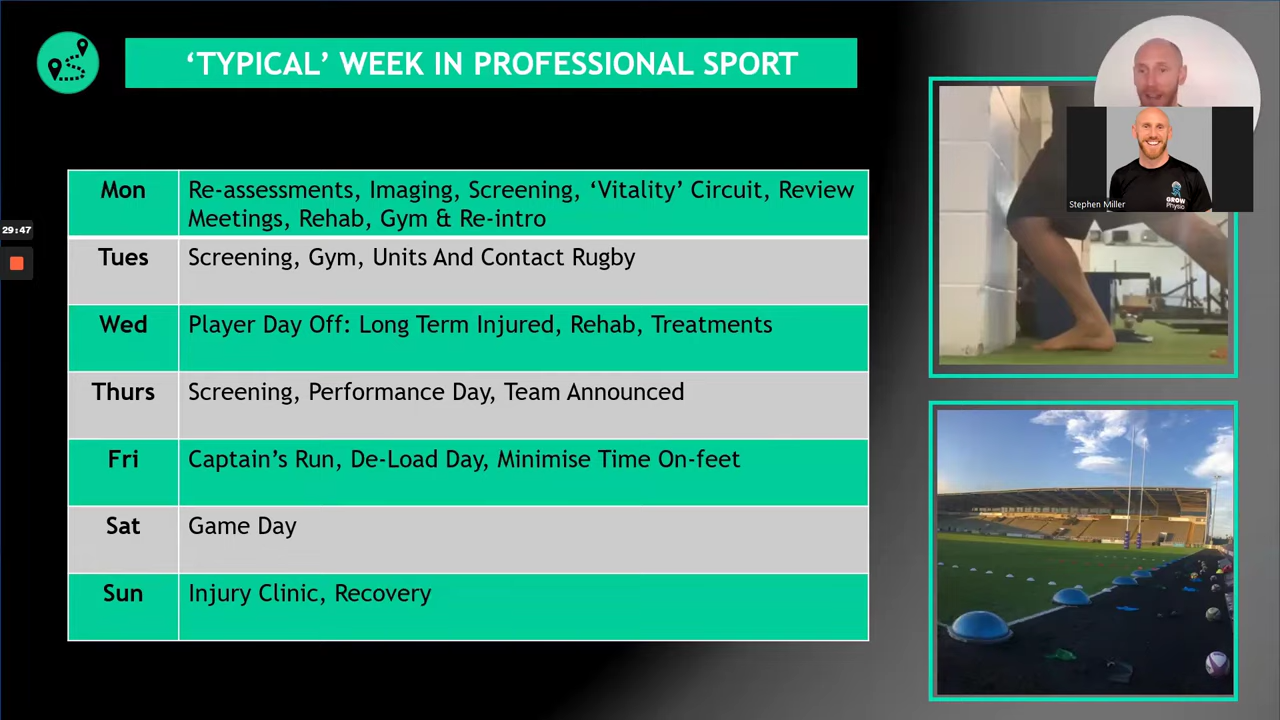 ‘TYPICAL’ WEEK IN PROFESSIONAL SPORT
Mon
Re-assessments, Imaging, Screening, ‘Vitality’ Circuit, Review
Meetings, Rehab, Gym & Re-intro
Tues
Screening, Gym, Units And Contact Rugby
Wed
Player Day Off: Long Term Injured, Rehab, Treatments
Thurs
Screening, Performance Day, Team Announced
Fri
Captain’s Run, De-Load Day, Minimise Time On-feet
Sat
Game Day
Sun
Injury Clinic, Recovery
29:47
Stephen Miller
GROW
Physio